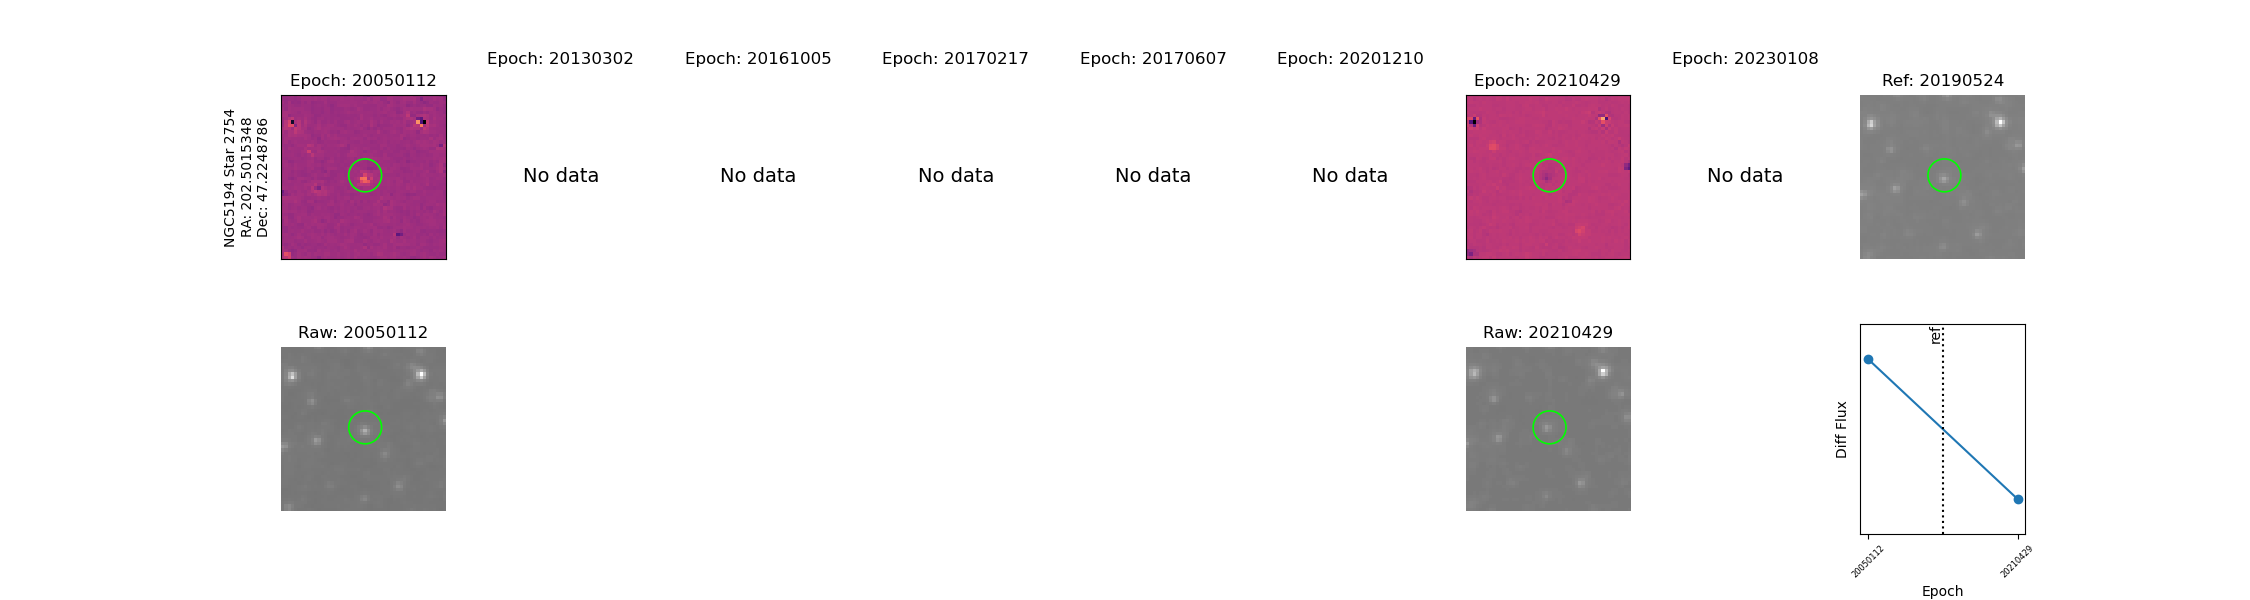 Epoch: 20050112
Epoch: 20130302
Epoch: 20161005
Epoch: 20170217
Epoch: 20170607
Epoch: 20201210
Epoch: 20210429
Epoch: 20230108
Ref: 20190524
NGC5194 Star 2754
RA: 202.5015348
Dec: 47.2248786
No data
No data
No data
No data
No data
No data
Raw: 20050112
Raw: 20210429
ref
Diff Flux
20050112
20210429
Epoch